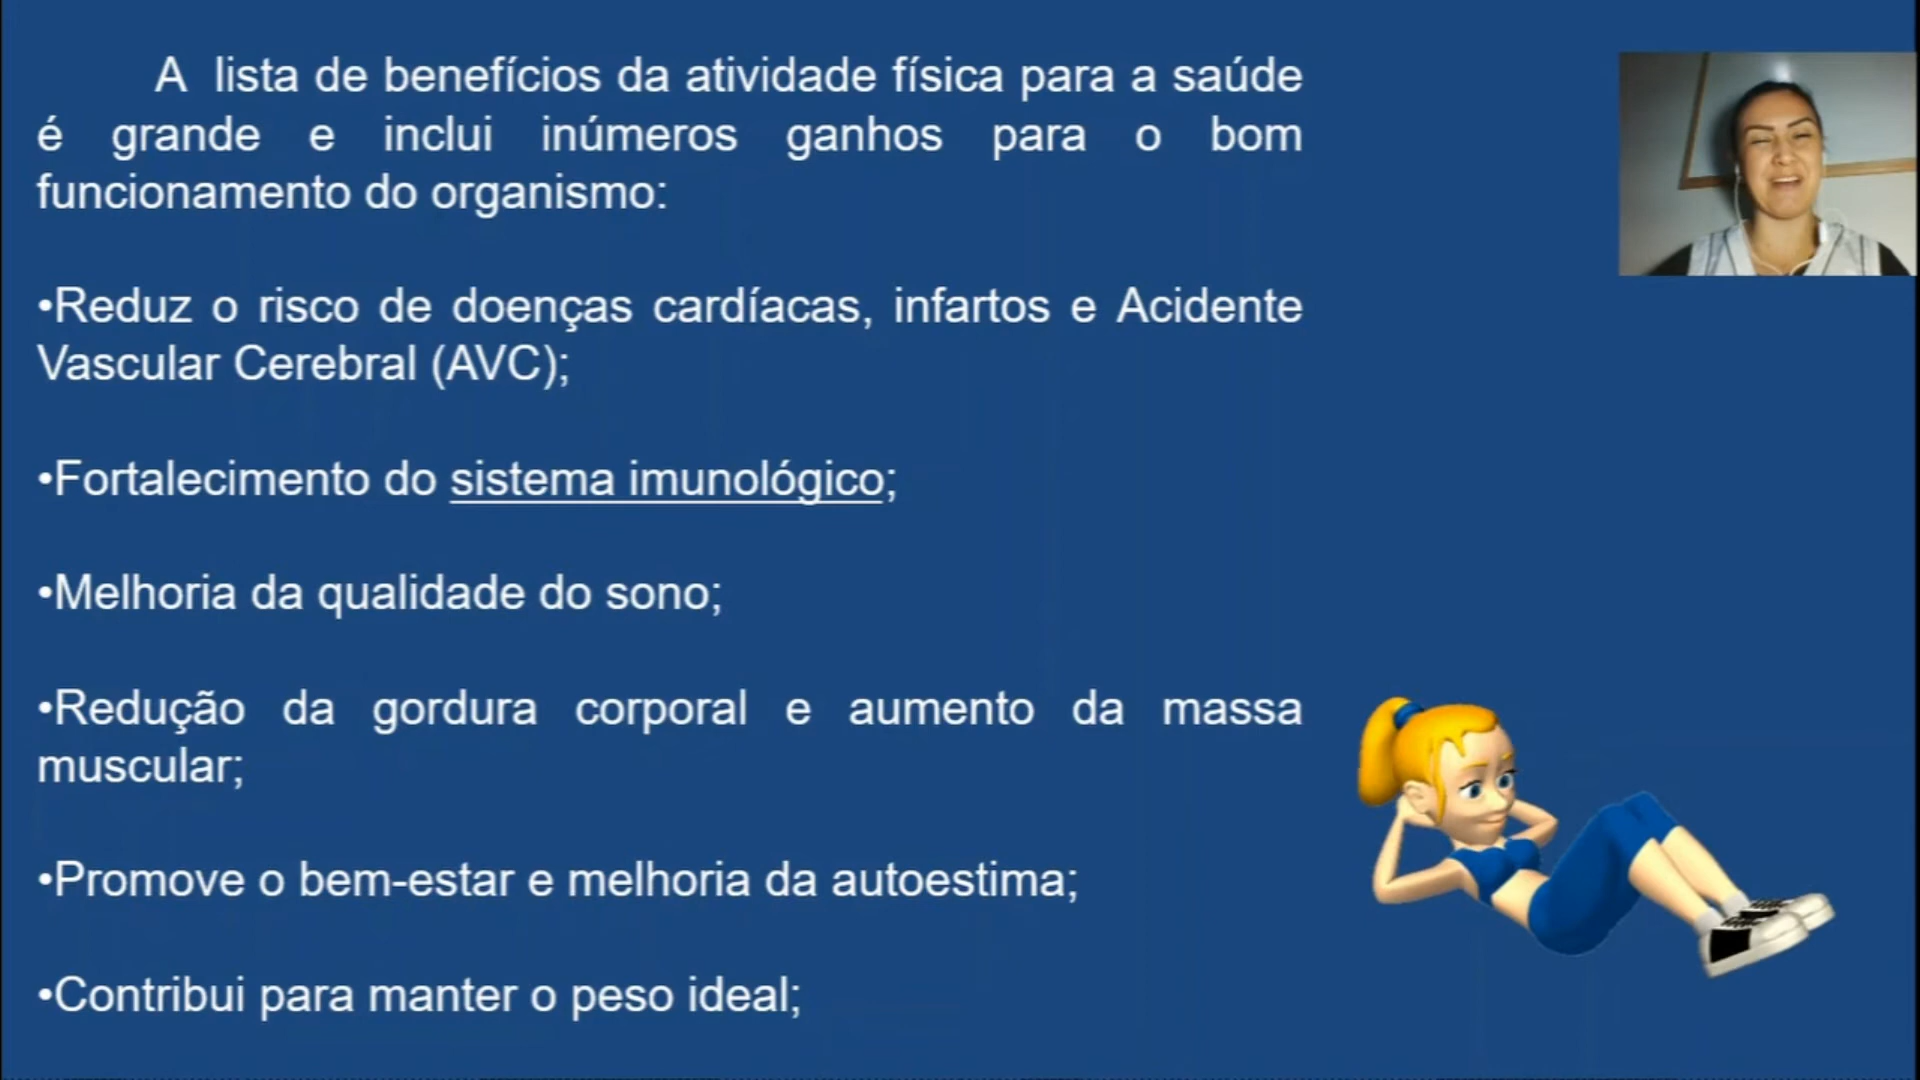 A lista de benefícios da atividade física para a saúde
é grande e inclui inúmeros ganhos para o bom
funcionamento do organismo:
•Reduz o risco de doenças cardíacas, infartos e Acidente
Vascular Cerebral (AVC);
•Fortalecimento do sistema imunológico;
•Melhoria da qualidade do sono;
•Redução da gordura corporal e aumento da massa
muscular;
•Promove o bem-estar e melhoria da autoestima;
•Contribui para manter o peso ideal;